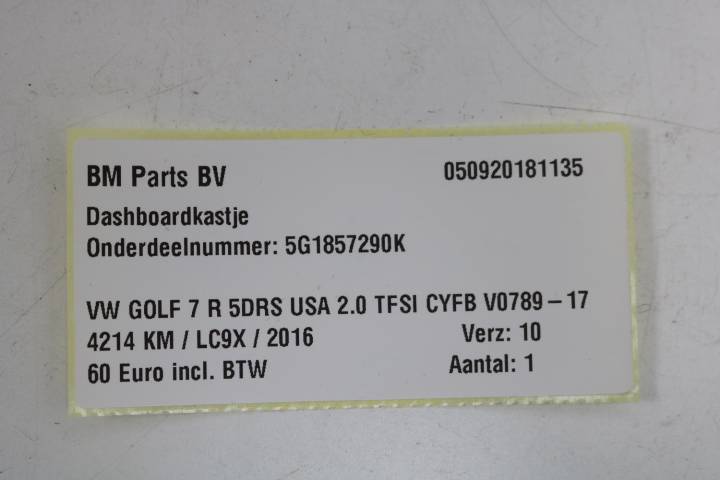 BM Parts BV 050920181135
Dashboardkastje
Onderdeelnummer: 5G1857290K
VW GOLF 7 R 5DRS USA 2.0 TFSI CYFB V0789-17
4214 KM / LC9X / 2016 Verz: 10
60 Euro incl. BTW Aantal: 1